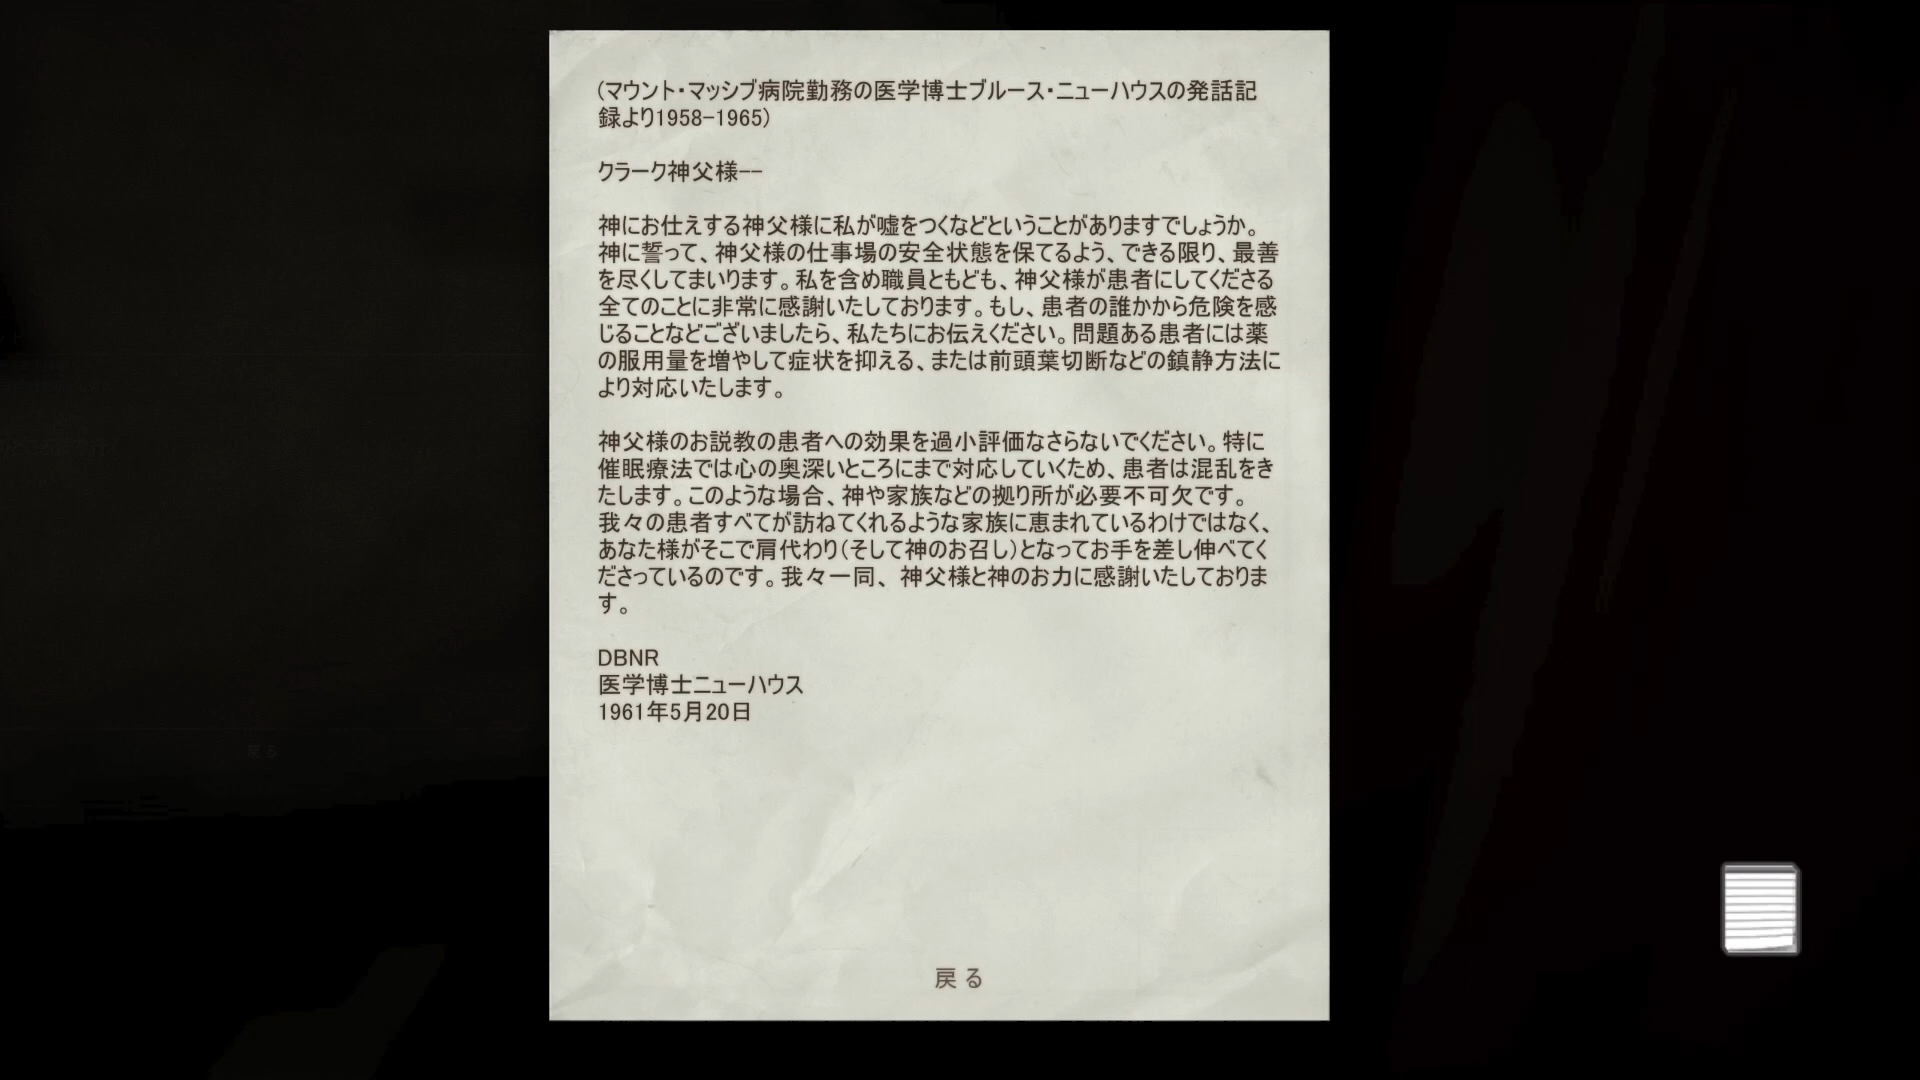 (マウント・マッシブ病院勤務の医学博士ブルース・ニューハウスの発話記
録より1958-1965)
クラーク神父様--
神にお仕えする神父様に私が嘘をつくなどということがありますでしょうか。
神に誓って、神父様の仕事場の安全状態を保てるよう、できる限り、最善
を尽くしてまいります。私を含め職員ともども、神父様が患者にしてくださる
全てのことに非常に感謝いたしております。もし、患者の誰かから危険を感
じることなどございましたら、私たちにお伝えください。問題ある患者には薬
の服用量を増やして症状を抑える、または前頭葉切断などの鎮静方法に
より対応いたします。
神父様のお説教の患者への効果を過小評価なさらないでください。特に
催眠療法では心の奥深いところにまで対応していくため、患者は混乱をき
たします。このような場合、神や家族などの拠り所が必要不可欠です。
我々の患者すべてが訪ねてくれるような家族に恵まれているわけではなく、
あなた様がそこで肩代わり(そして神のお召し)となってお手を差し伸べてく
ださっているのです。我々一同、 神父様と神のお力に感謝いたしておりま
す。
DBNR
医学博士ニューハウス
1961年5月20日
戻る
戻る